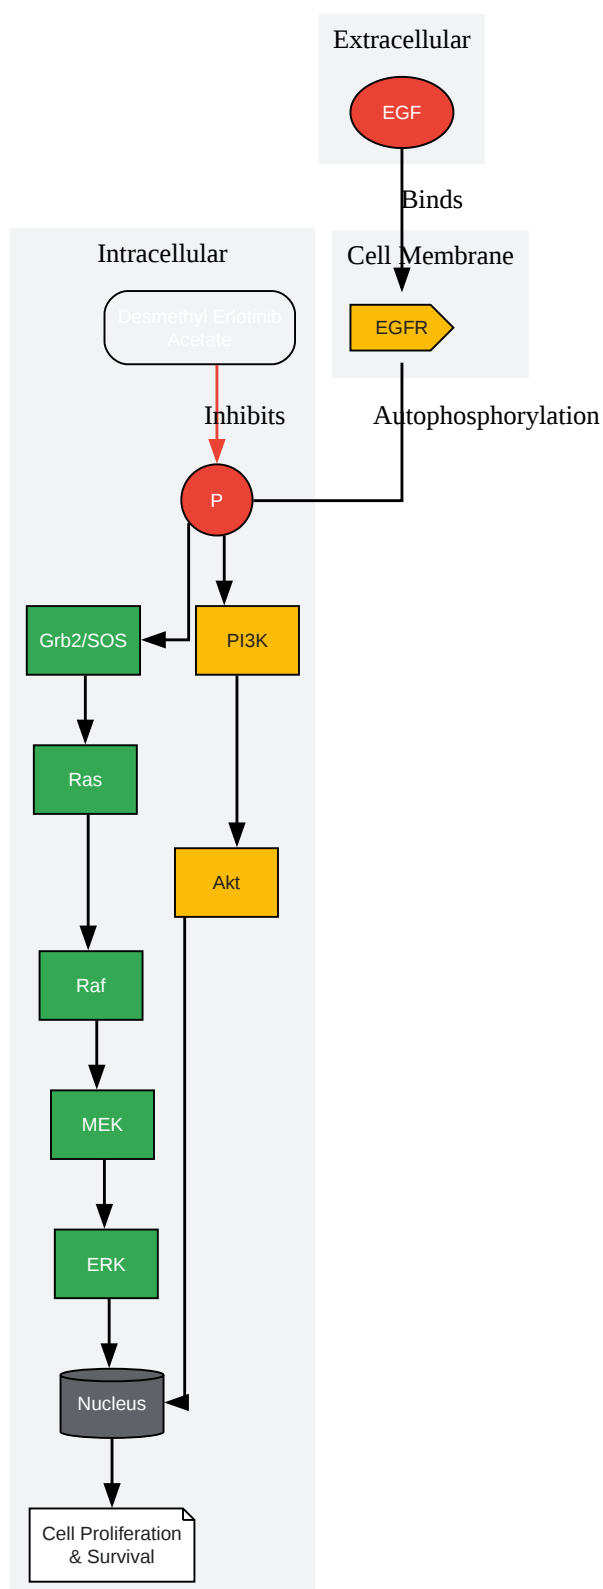 Extracellular
EGF
Binds
Intracellular
Cell Membrane
Desmethyl Erlotinib
Acetate
EGFR
Inhibits
Autophosphorylation
P
Grb2/SOS
PI3K
Ras
Akt
Raf
MEK
ERK
Nucleus
Cell Proliferation
& Survival